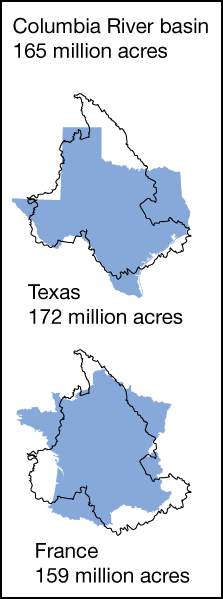 Columbia River basin
165 million acres
Texas
172 million acres
France
159 million acres